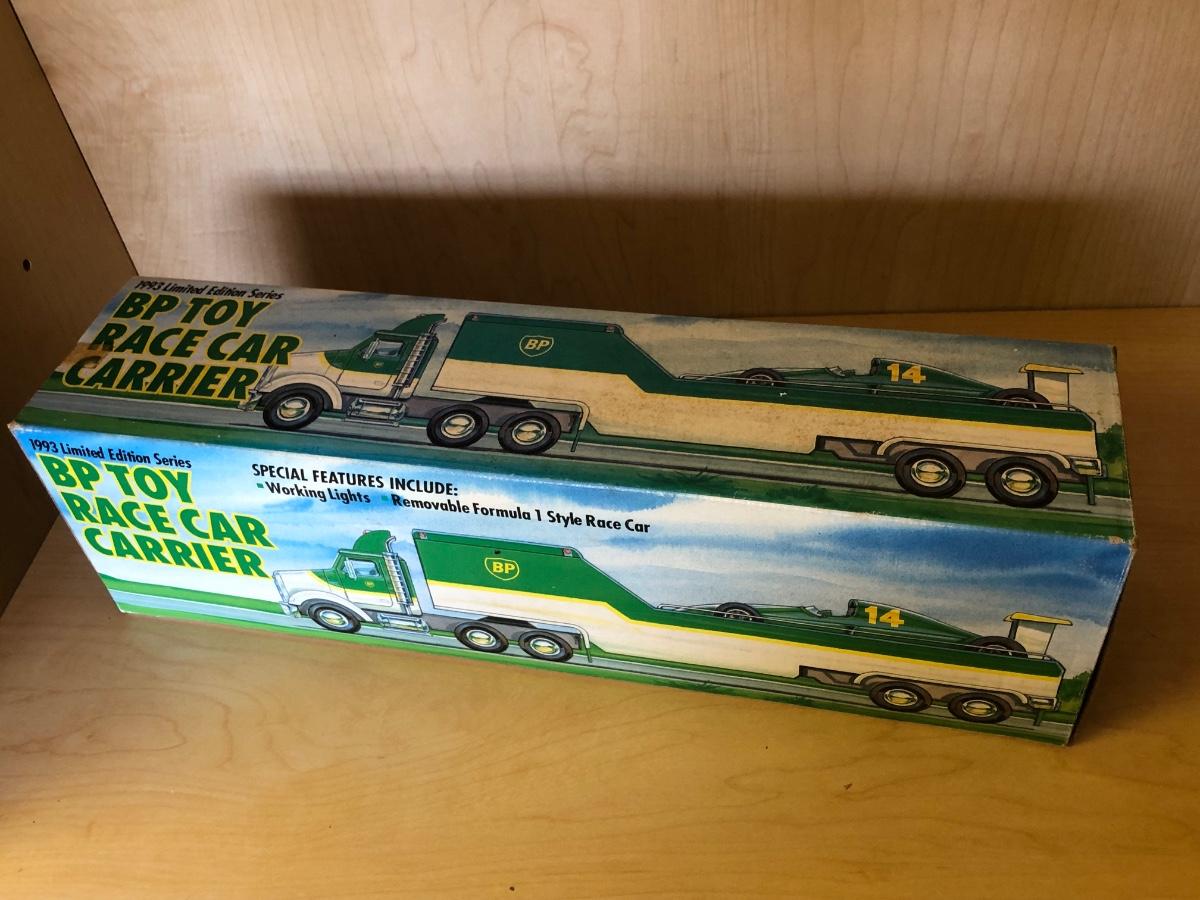 1993 Limited Edition Series
BP TOY
RACE CAR
CARRIER
BP
14
1993 Limited Edition Series
BP TOY
RACE CAR
CARRIER
SPECIAL FEATURES INCLUDE:
Working Lights Removable Formula 1 Style Race Car
BP
14